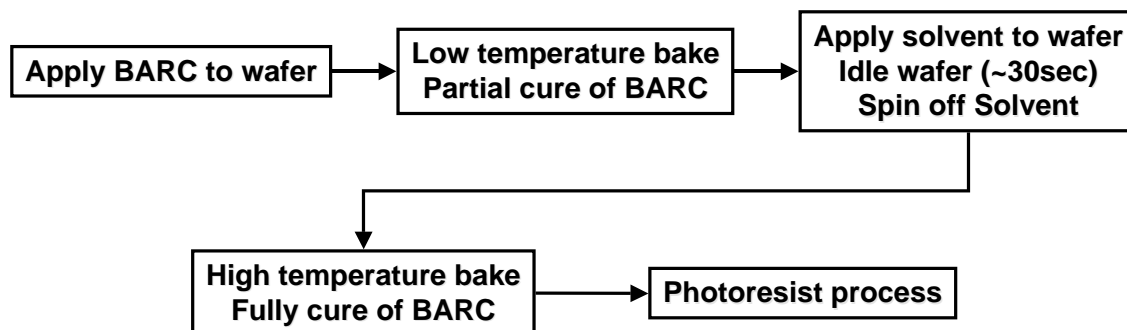 Apply BARC to wafer
Low temperature bake
Partial cure of BARC
Apply solvent to wafer
Idle wafer (~30sec)
Spin off Solvent
High temperature bake
Fully cure of BARC
Photoresist process